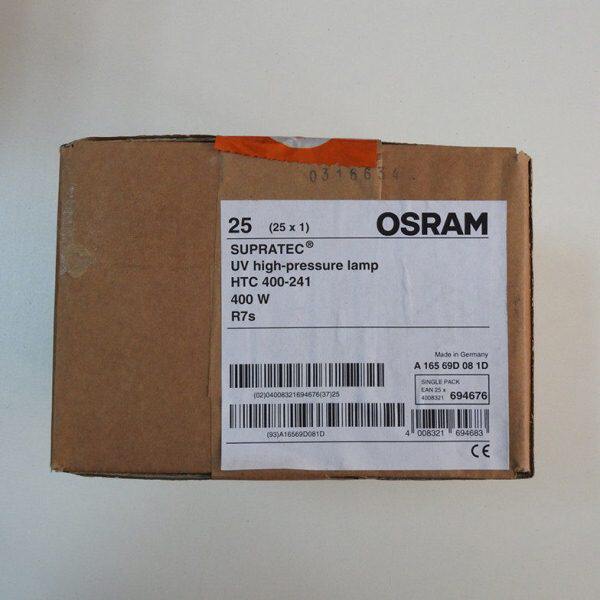 0316634
25 (25 x 1)
OSRAM
SUPRATEC®
UV high-pressure lamp
HTC 400-241
400 W
R7s
Made in Germany
A 165 69D 08 1D
SINGLE PACK
EAN 25 x
4008321 694676
(02)04008321694676(37)25
(93)A16569D081D
4 008321 694683
CE